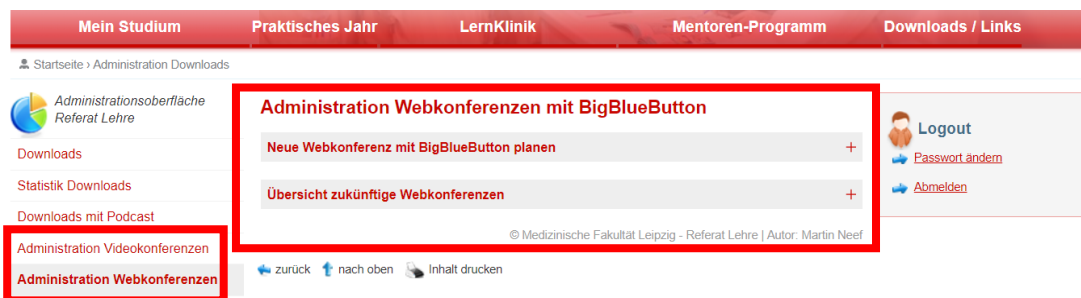 Mein Studium Praktisches Jahr LernKlinik Mentoren-Programm Downloads / Links
Startseite › Administration Downloads
Administrationsoberfläche
Referat Lehre
Downloads
Statistik Downloads
Downloads mit Podcast
Administration Videokonferenzen
Administration Webkonferenzen
Administration Webkonferenzen mit BigBlueButton
Neue Webkonferenz mit BigBlueButton planen +
Übersicht zukünftige Webkonferenzen +
© Medizinische Fakultät Leipzig - Referat Lehre | Autor: Martin Neef
zurück nach oben Inhalt drucken
Logout
Passwort ändern
Abmelden